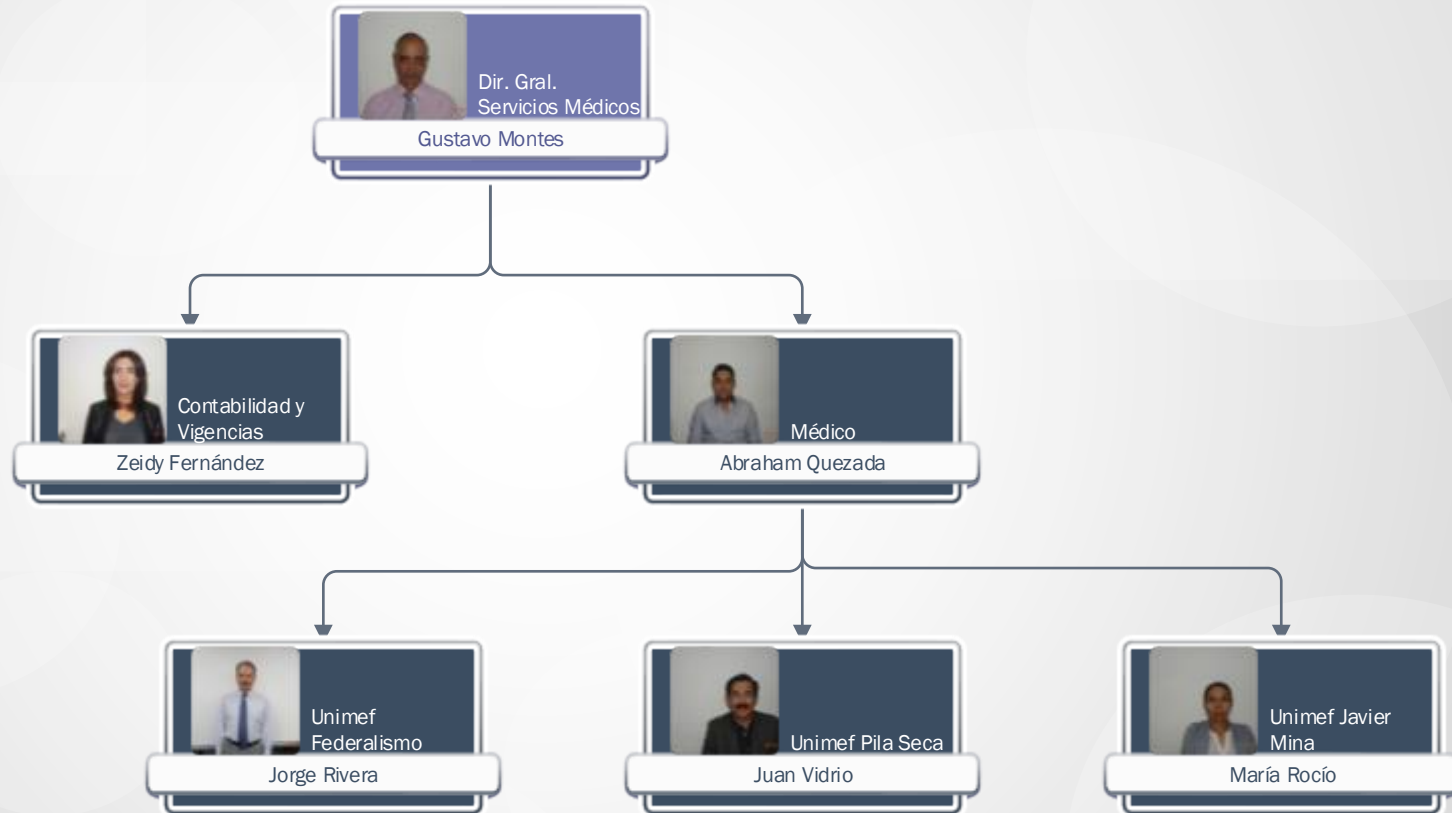 Dir. Gral.
Servicios Médicos
Gustavo Montes
Contabilidad y
Vigencias
Zeidy Fernández
Médico
Abraham Quezada
Unimef
Federalismo
Jorge Rivera
Unimef Pila Seca
Juan Vidrio
Unimef Javier
Mina
María Rocío